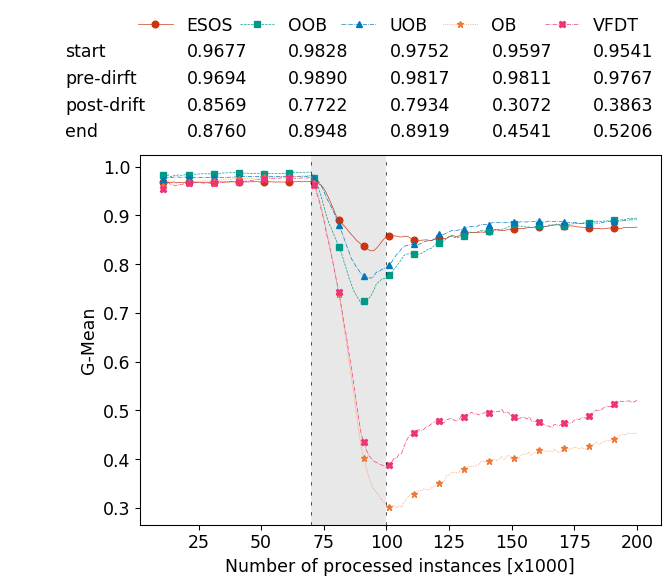 ESOS OOB UOB OB VFDT
start 0.9677 0.9828 0.9752 0.9597 0.9541
pre-dirft 0.9694 0.9890 0.9817 0.9811 0.9767
post-drift 0.8569 0.7722 0.7934 0.3072 0.3863
end 0.8760 0.8948 0.8919 0.4541 0.5206
1.0
0.9
0.8
0.7
0.6
0.5
0.4
0.3
G-Mean
25 50 75 100 125 150 175 200
Number of processed instances [x1000]